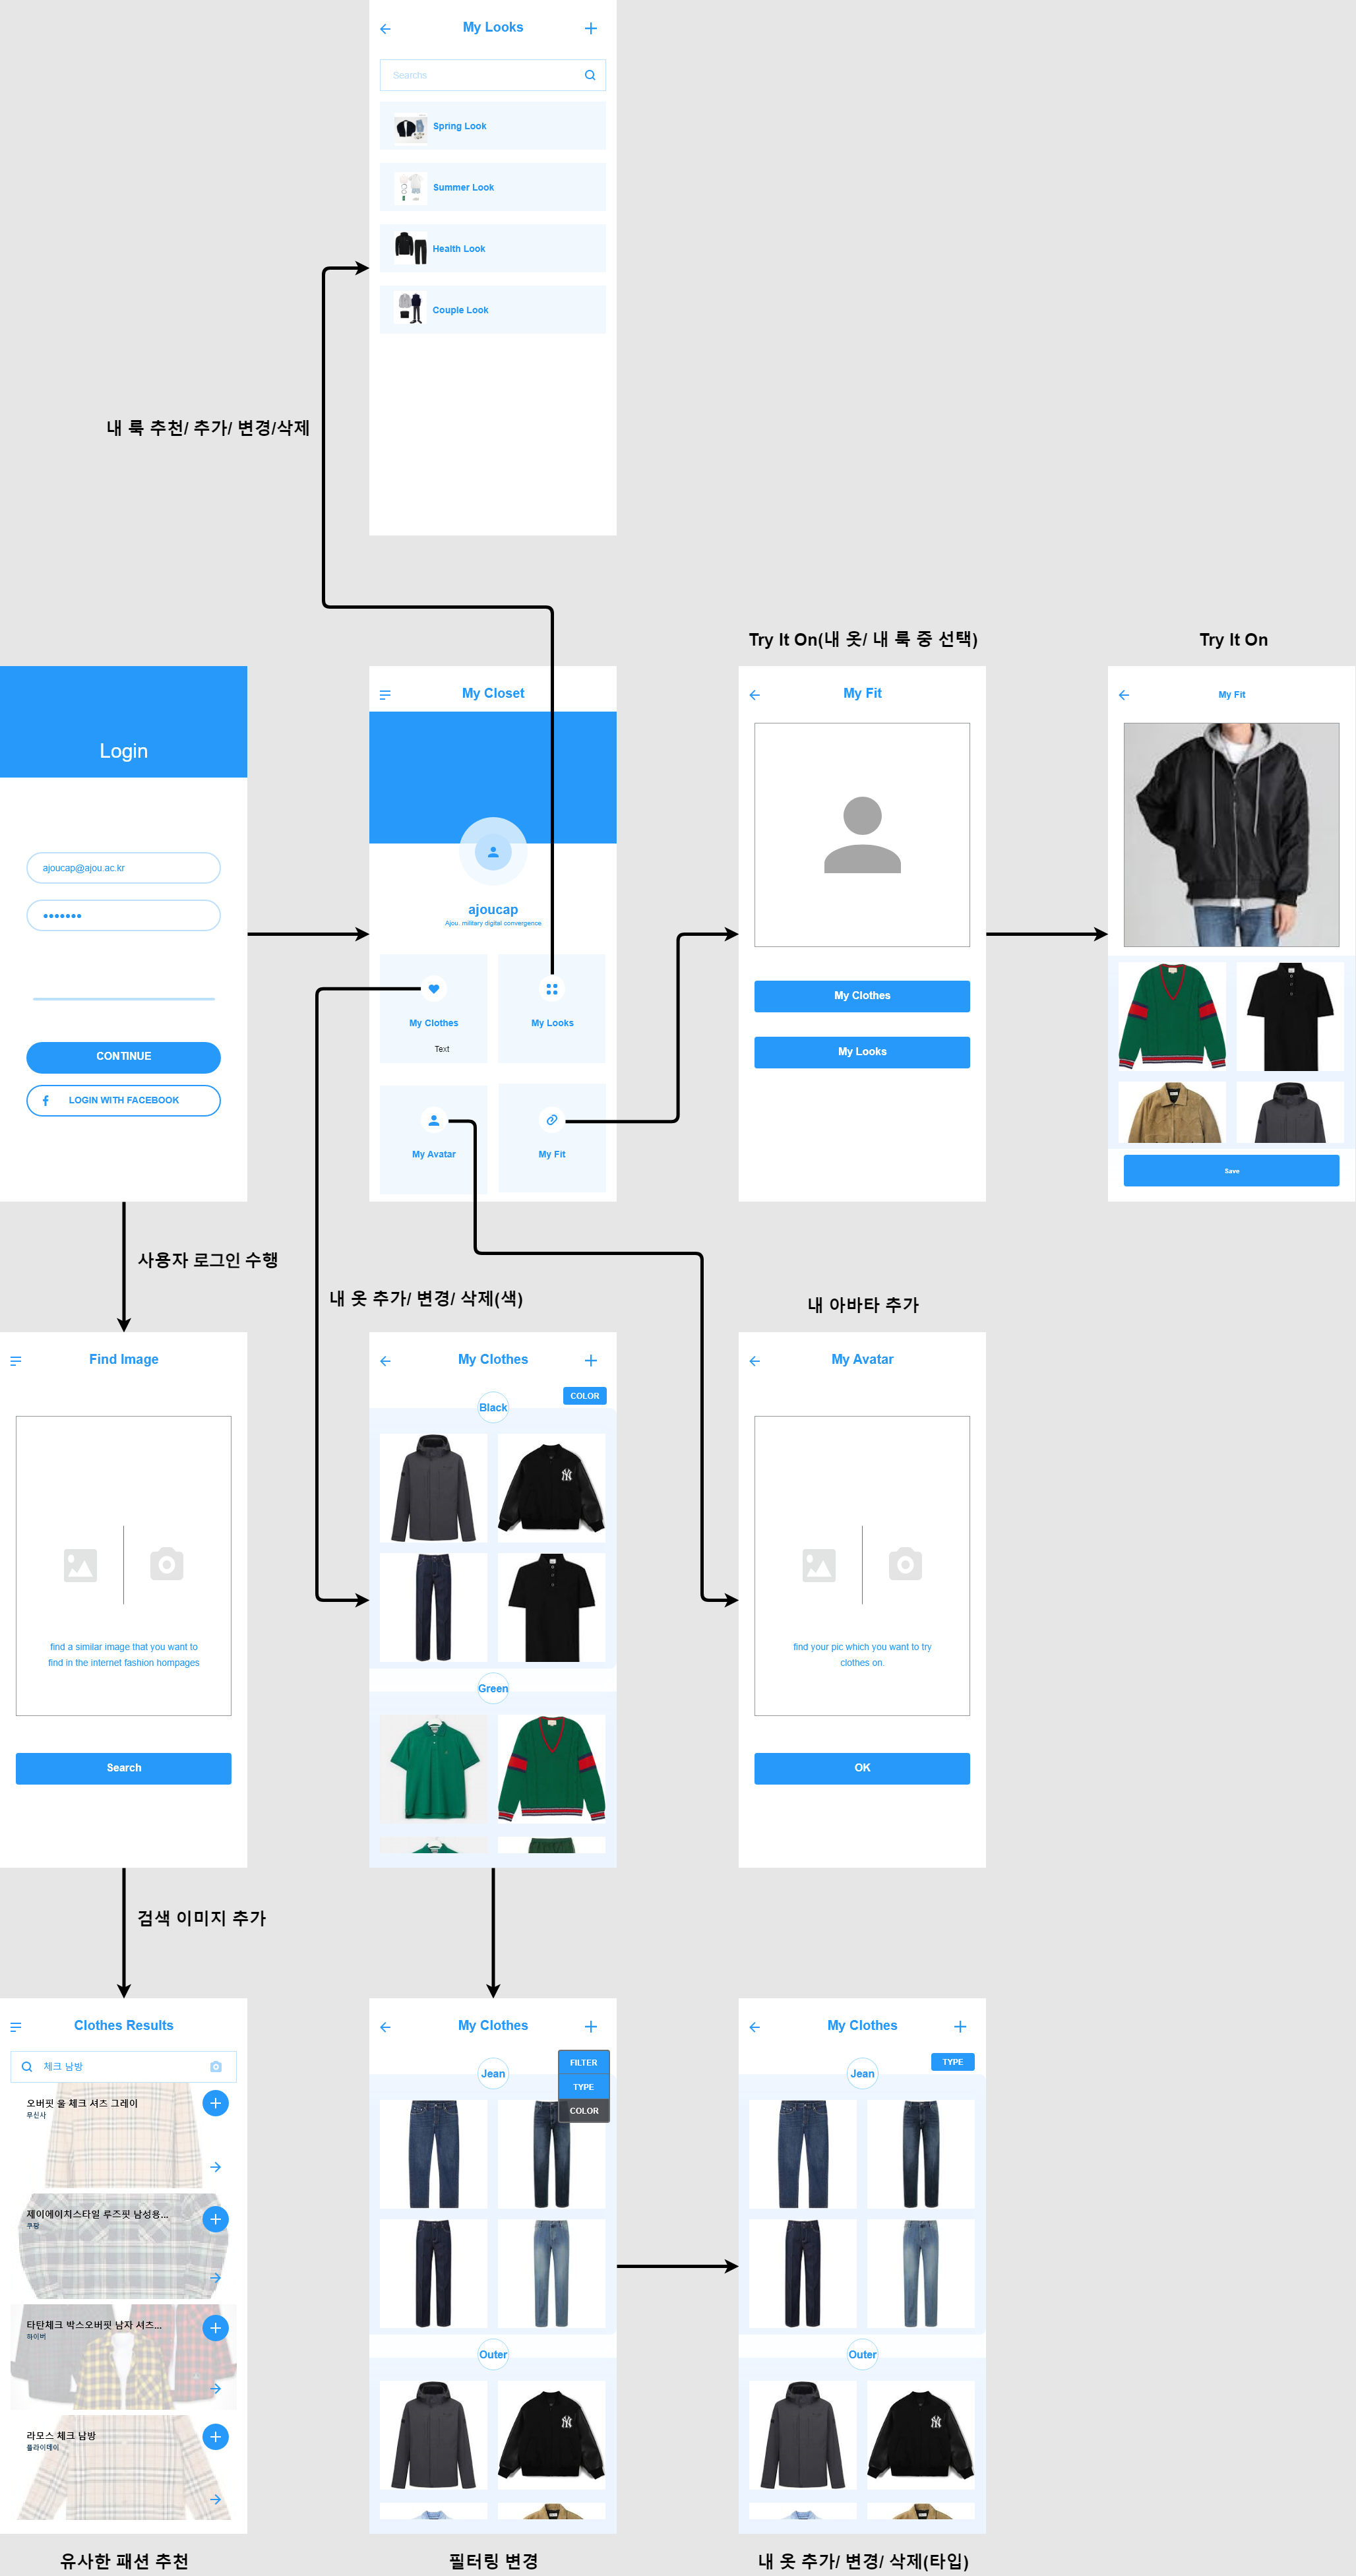 My Looks
Searchs
Spring Look
Summer Look
Health Look
Couple Look
내 룩 추천/ 추가/ 변경/삭제
Try It On(내 옷/ 내 룩 중 선택)
Try It On
Login
ajoucap@ajou.ac.kr
CONTINUE
LOGIN WITH FACEBOOK
My Closet
ajoucap
Ajou. military digital convergence
My Clothes
Text
My Looks
My Avatar
My Fit
My Fit
My Clothes
My Looks
My Fit
Save
사용자 로그인 수행
내 옷 추가/ 변경/ 삭제(색)
내 아바타 추가
Find Image
find a similar image that you want to
find in the internet fashion hompages
Search
My Clothes
COLOR
Black
Green
My Avatar
find your pic which you want to try
clothes on.
OK
검색 이미지 추가
Clothes Results
체크 남방
오버핏 울 체크 셔츠 그레이
무신사
제이에이치스타일 루즈핏 남성용...
쿠팡
타탄체크 박스오버핏 남자 셔츠...
하이버
라모스 체크 남방
플라이데이
My Clothes
Jean
FILTER
TYPE
COLOR
Outer
My Clothes
TYPE
Jean
Outer
유사한 패션 추천
필터링 변경
내 옷 추가/ 변경/ 삭제(타입)